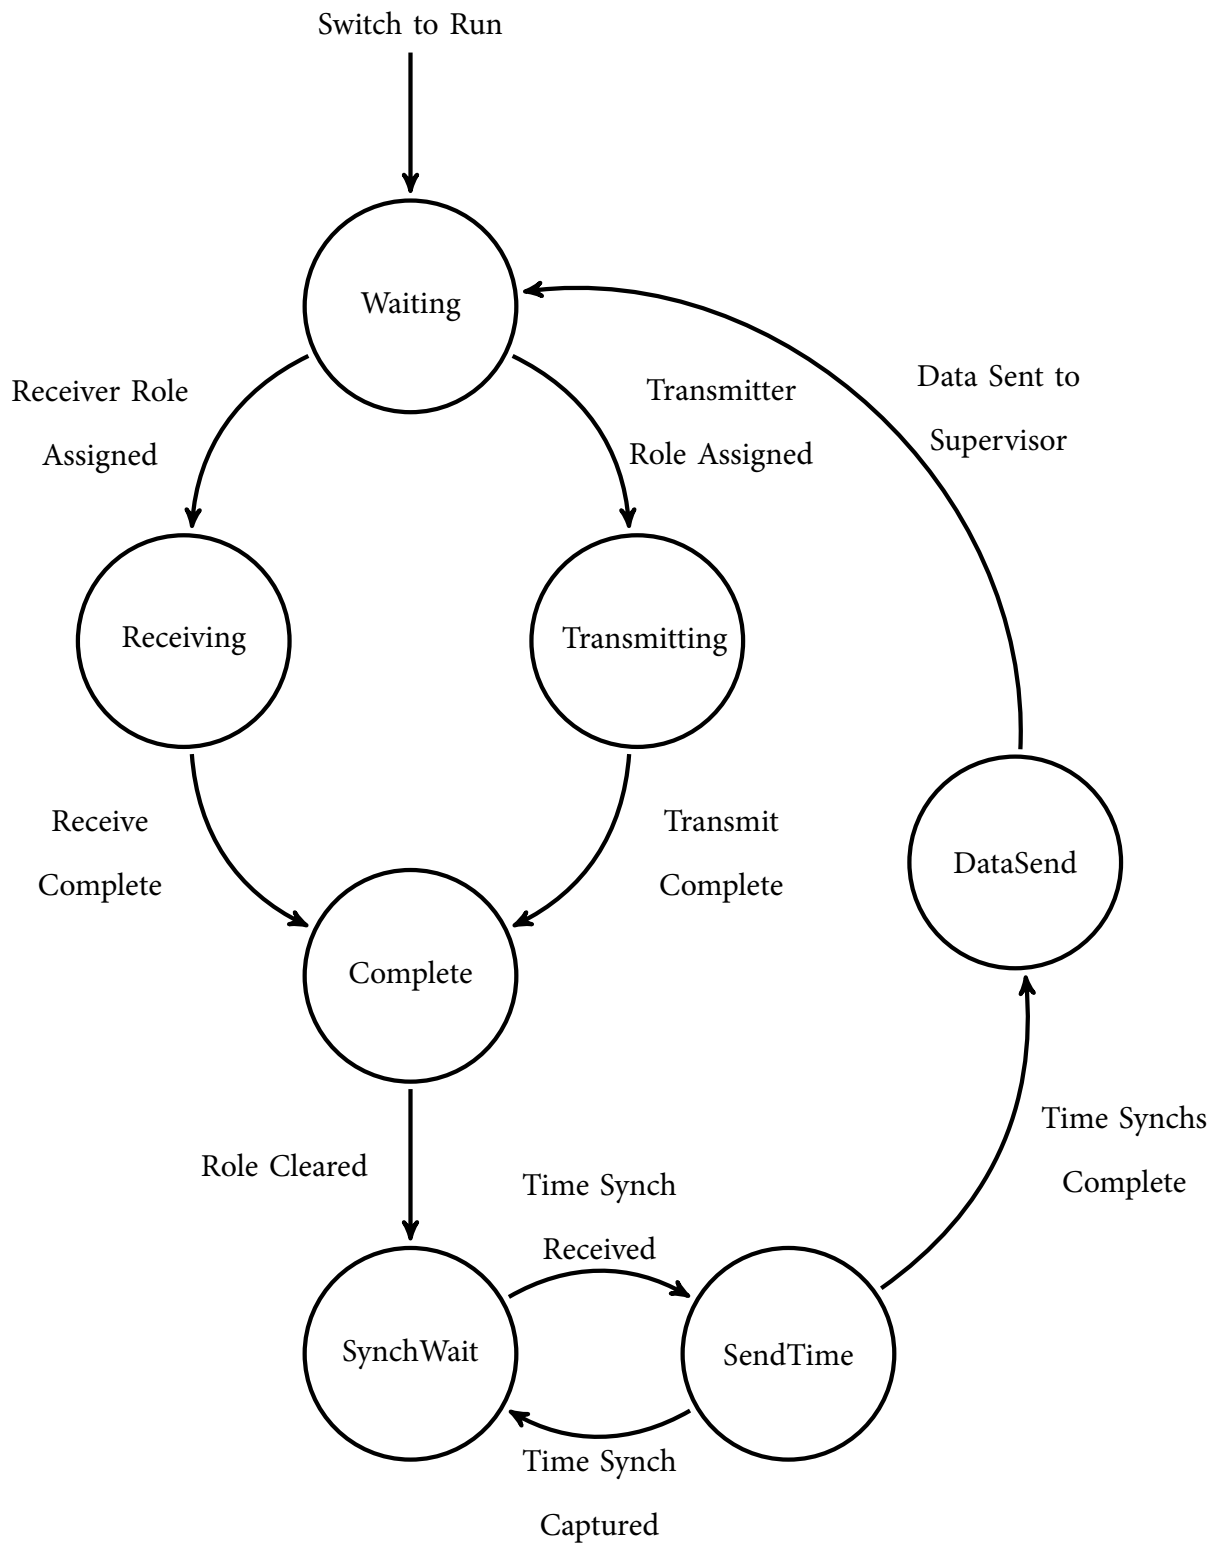 Switch to Run
Waiting
Receiver Role
Assigned
Transmitter
Role Assigned
Data Sent to
Supervisor
Receiving
Transmitting
Receive
Complete
Transmit
Complete
DataSend
Complete
Role Cleared
Time Synch
Received
Time Synchs
Complete
SynchWait
SendTime
Time Synch
Captured